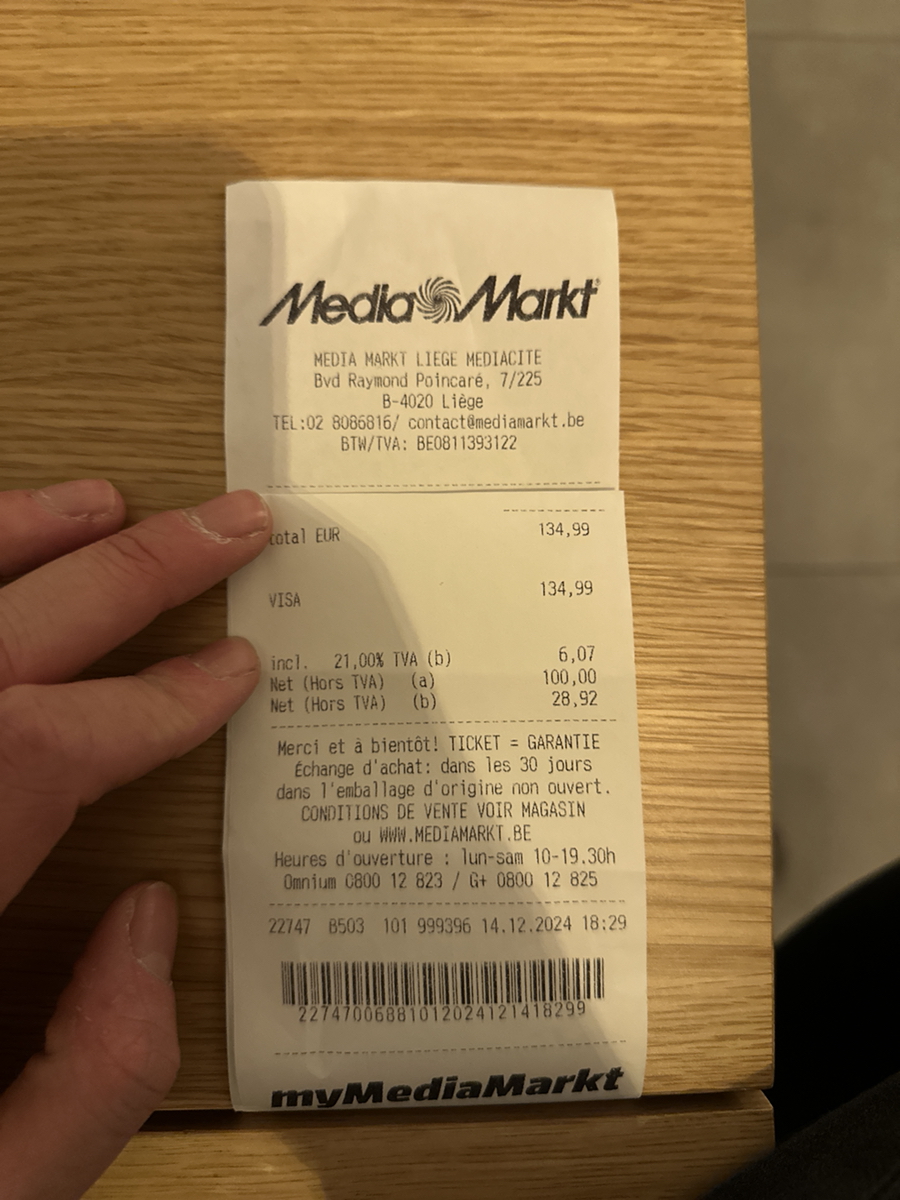 Media Markt
MEDIA MARKT LIEGE MEDIACITE
Bvd Raymond Poincaré, 7/225
B-4020 Liège
TEL:02 8086816/ contact@mediamarkt.be
BTW/TVA: BE0811393122
total EUR 134,99
VISA 134,99
incl. 21,00% TVA (b) 6,07
Net (Hors TVA) (a) 100,00
Net (Hors TVA) (b) 28,92
Merci et à bientôt! TICKET = GARANTIE
Échange d'achat: dans les 30 jours
dans l'emballage d'origine non ouvert.
CONDITIONS DE VENTE VOIR MAGASIN
ou WWW.MEDIAMARKT.BE
Heures d'ouverture : lun-sam 10-19.30h
Omnium 0800 12 823 / G+ 0800 12 825
22747 8503 101 999396 14.12.2024 18:29
22747006881012024121418299
myMediaMarkt